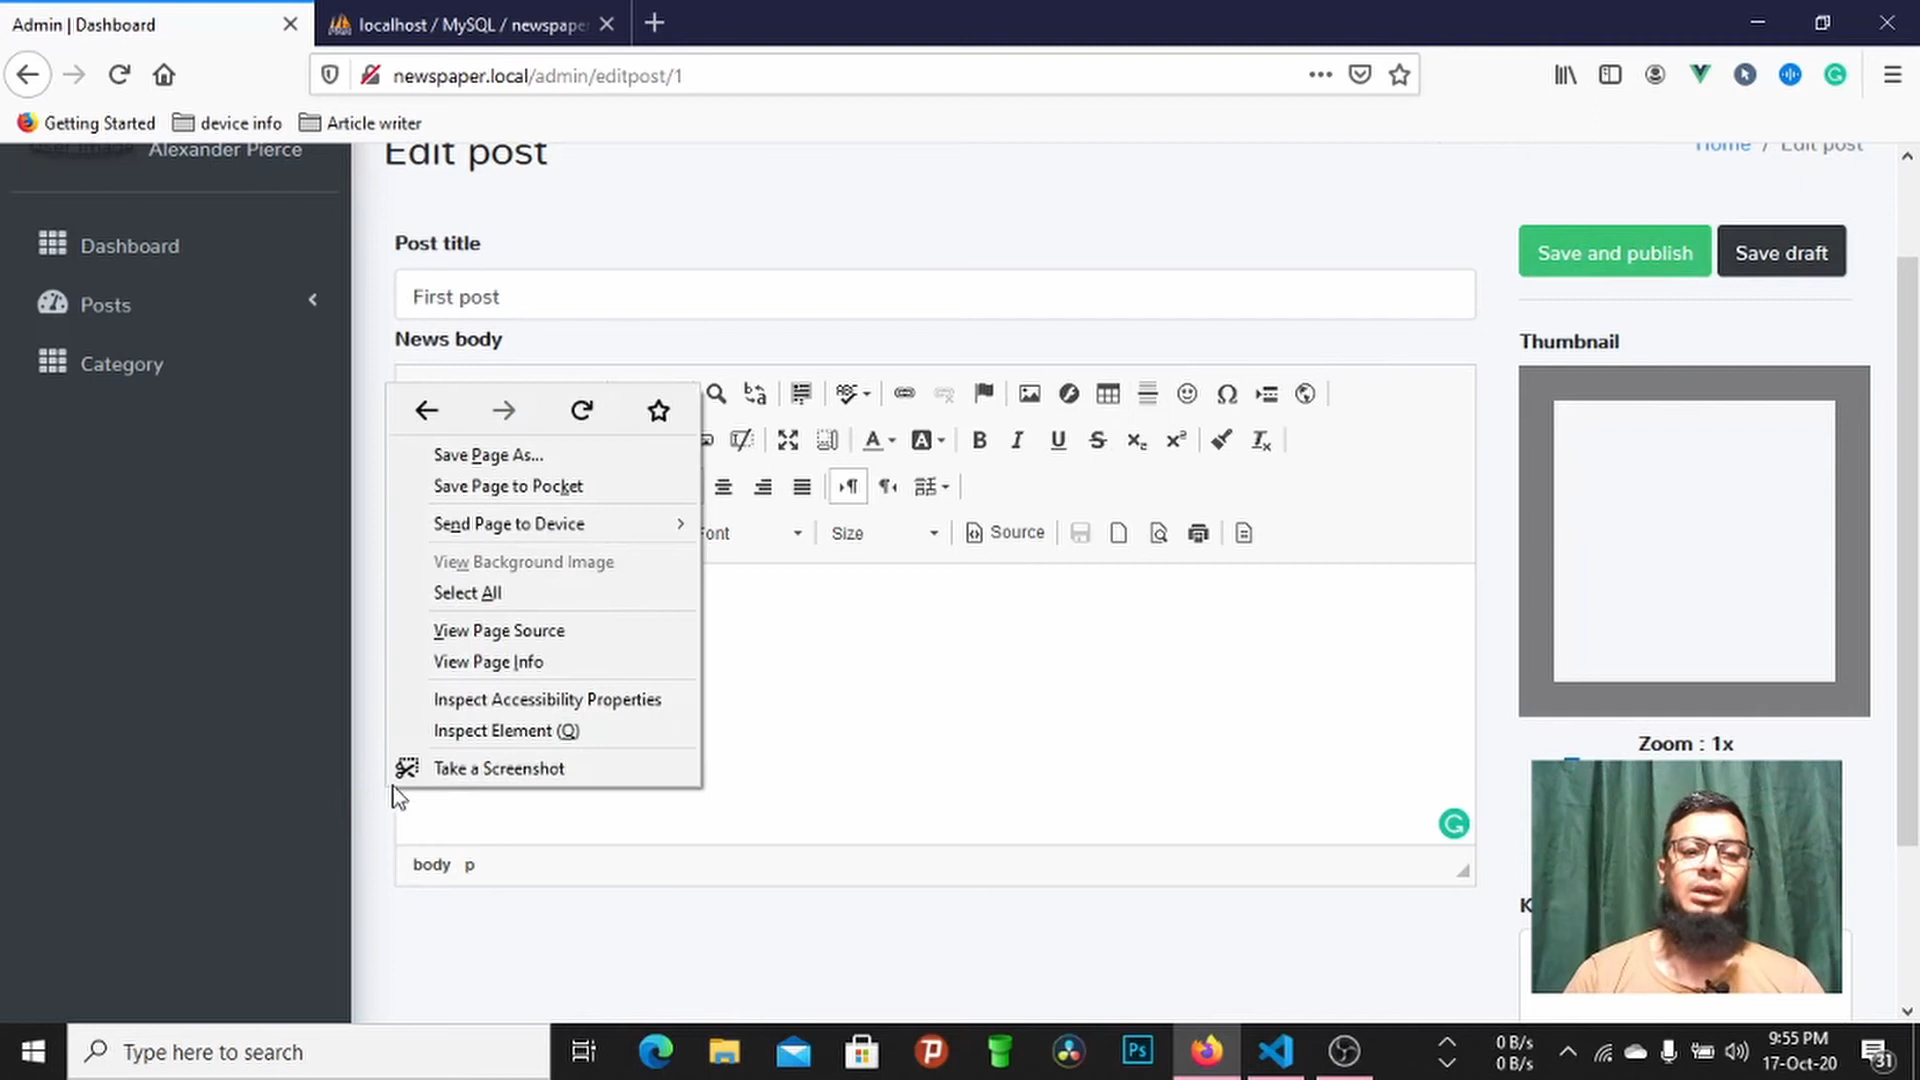 Admin | Dashboard
localhost / MySQL / newspape
newspaper.local/admin/editpost/1
Getting Started
device info
Article writer
Alexander Pierce
Edit post
Home / Edit post
Dashboard
Posts
Category
Post title
First post
News body
Save and publish
Save draft
Thumbnail
Save Page As...
Save Page to Pocket
Send Page to Device
View Background Image
Select All
View Page Source
View Page Info
Inspect Accessibility Properties
Inspect Element (Q)
Take a Screenshot
Font
Size
Source
Zoom : 1x
body p
K
Type here to search
Ps
0 B/s
0 B/s
9:55 PM
17-Oct-20
31